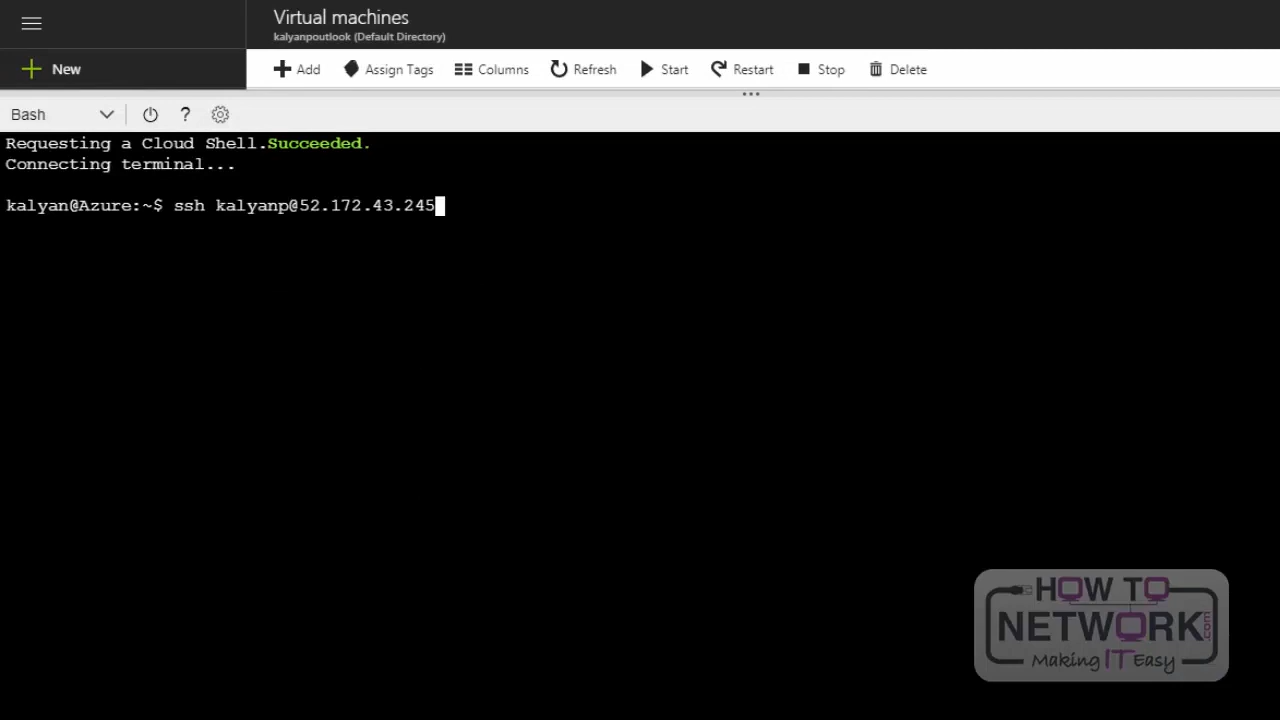 Virtual machines
kalyanpoutlook (Default Directory)
New
Add Assign Tags Columns Refresh Start Restart Stop Delete
Bash ?
Requesting a Cloud Shell.Succeeded.
Connecting terminal...
kalyan@Azure:~$ ssh kalyanp@52.172.43.245
HOW TO
NETWORK.com
Making IT Easy